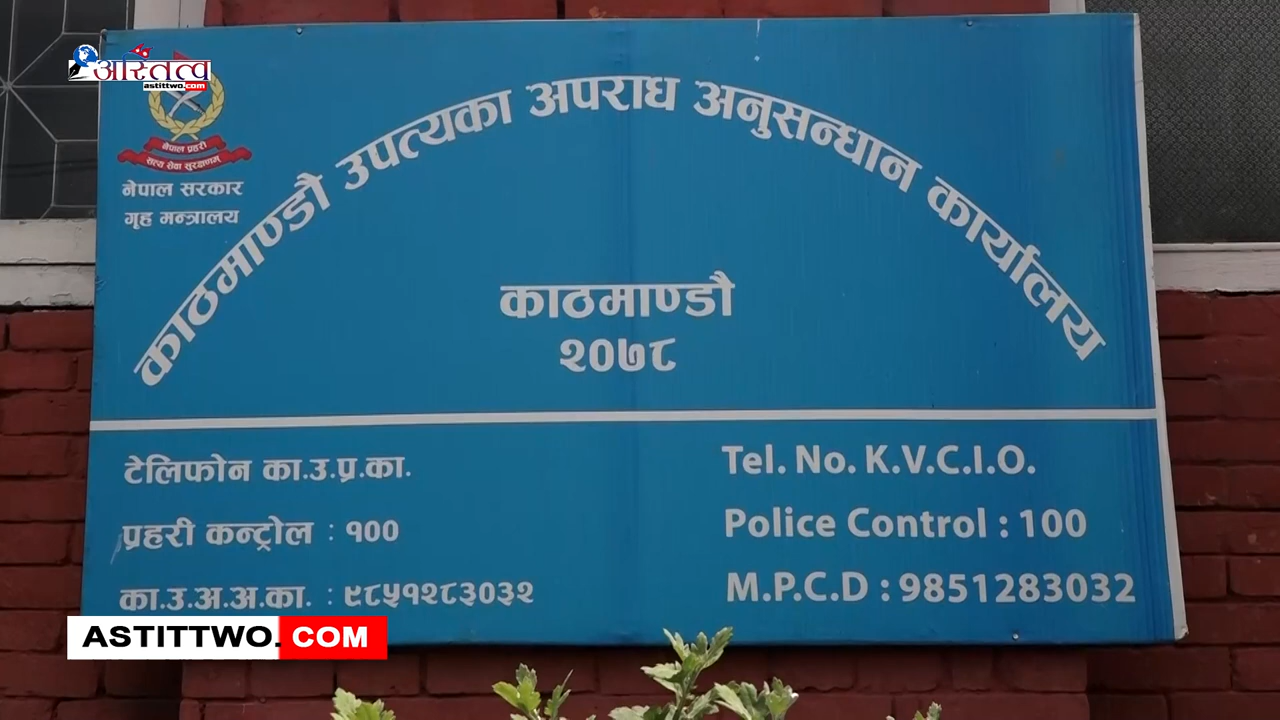 अस्तित्व
astittwo.com
नेपाल प्रहरी
सत्य सेवा सुरक्षणम्
नेपाल सरकार
गृह मन्त्रालय
काठमाण्डौ उपत्यका अपराध अनुसन्धान कार्यालय
काठमाण्डौ
२०७८
टेलिफोन का.उ.प्र.का.
प्रहरी कन्ट्रोल : १००
का.उ.अ.अ.का. : ९८५१२८३०३२
Tel. No. K.V.C.I.O.
Police Control : 100
M.P.C.D : 9851283032
ASTITTWO. COM